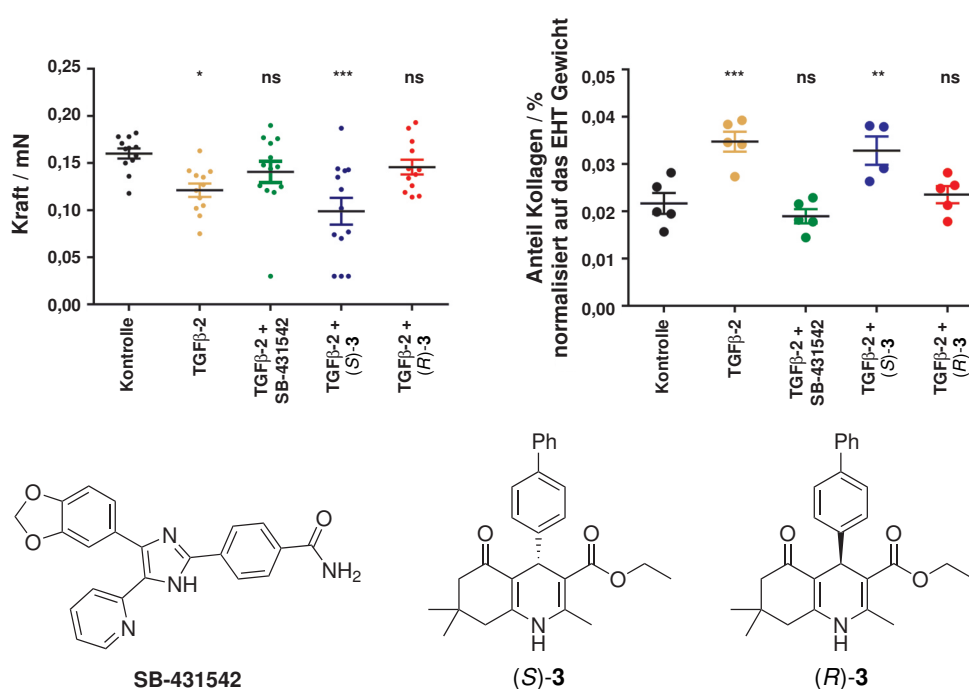 Kraft / mN
0,25
0,20
0,15
0,10
0,05
0,00
*
ns
***
ns
Kontrolle
TGFβ-2
TGFβ-2 +
SB-431542
TGFβ-2 +
(S)-3
TGFβ-2 +
(R)-3
Anteil Kollagen / %
normalisiert auf das EHT Gewicht
0,05
0,04
0,03
0,02
0,01
0,00
***
ns
**
ns
Kontrolle
TGFβ-2
TGFβ-2 +
SB-431542
TGFβ-2 +
(S)-3
TGFβ-2 +
(R)-3
O
O
N
NH
N
O
NH2
SB-431542
Ph
O
O
O
N
H
(S)-3
Ph
O
O
O
N
H
(R)-3